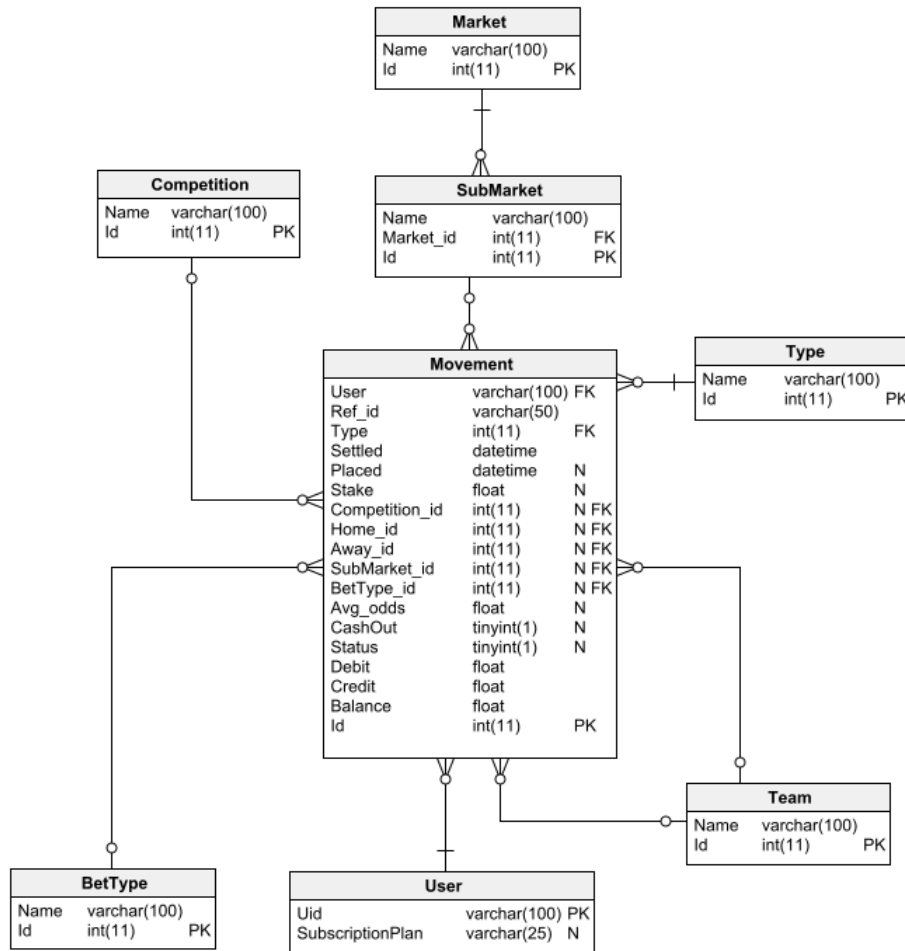 Market
Name varchar(100)
Id int(11) PK
Competition
Name varchar(100)
Id int(11) PK
SubMarket
Name varchar(100)
Market_id int(11) FK
Id int(11) PK
Type
Name varchar(100)
Id int(11) PK
Movement
User varchar(100) FK
Ref_id varchar(50)
Type int(11) FK
Settled datetime
Placed datetime N
Stake float N
Competition_id int(11) N FK
Home_id int(11) N FK
Away_id int(11) N FK
SubMarket_id int(11) N FK
BetType_id int(11) N FK
Avg_odds float N
CashOut tinyint(1) N
Status tinyint(1) N
Debit float
Credit float
Balance float
Id int(11) PK
Team
Name varchar(100)
Id int(11) PK
BetType
Name varchar(100)
Id int(11) PK
User
Uid varchar(100) PK
SubscriptionPlan varchar(25) N